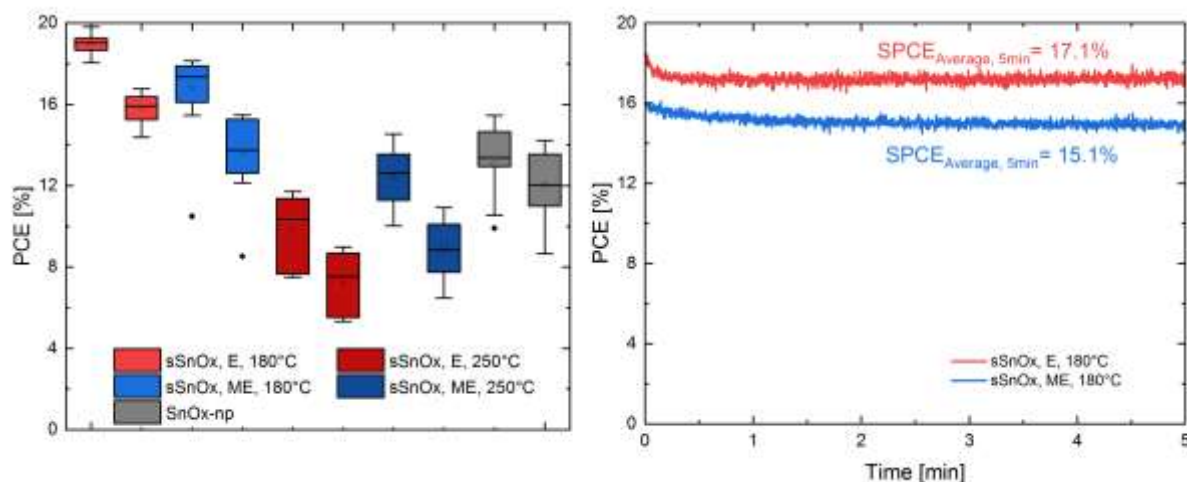 20
16
12
8
4
0
PCE [%]
sSnOx, E, 180°C
sSnOx, E, 250°C
sSnOx, ME, 180°C
sSnOx, ME, 250°C
SnOx-np
20
16
12
8
4
0
PCE [%]
SPCEAverage, 5min= 17.1%
SPCEAverage, 5min= 15.1%
sSnOx, E, 180°C
sSnOx, ME, 180°C
0 1 2 3 4 5
Time [min]